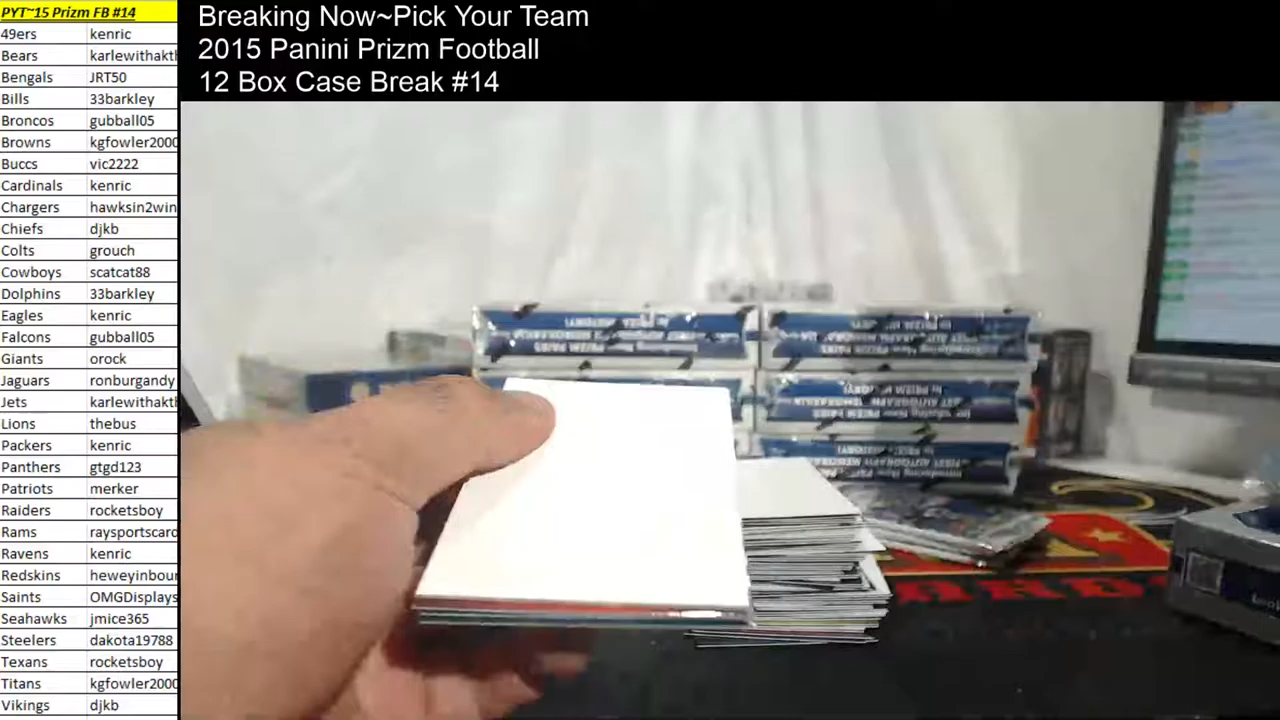 PYT~15 Prizm FB #14
49ers kenric
Bears karlewithakth
Bengals JRT50
Bills 33barkley
Broncos gubball05
Browns kgfowler2000
Buccs vic2222
Cardinals kenric
Chargers hawksin2win
Chiefs djkb
Colts grouch
Cowboys scatcat88
Dolphins 33barkley
Eagles kenric
Falcons gubball05
Giants orock
Jaguars ronburgandy
Jets karlewithakth
Lions thebus
Packers kenric
Panthers gtgd123
Patriots merker
Raiders rocketsboy
Rams raysportscard
Ravens kenric
Redskins heweyinbour
Saints OMGDisplays
Seahawks jmice365
Steelers dakota19788
Texans rocketsboy
Titans kgfowler2000
Vikings djkb
Breaking Now~Pick Your Team
2015 Panini Prizm Football
12 Box Case Break #14